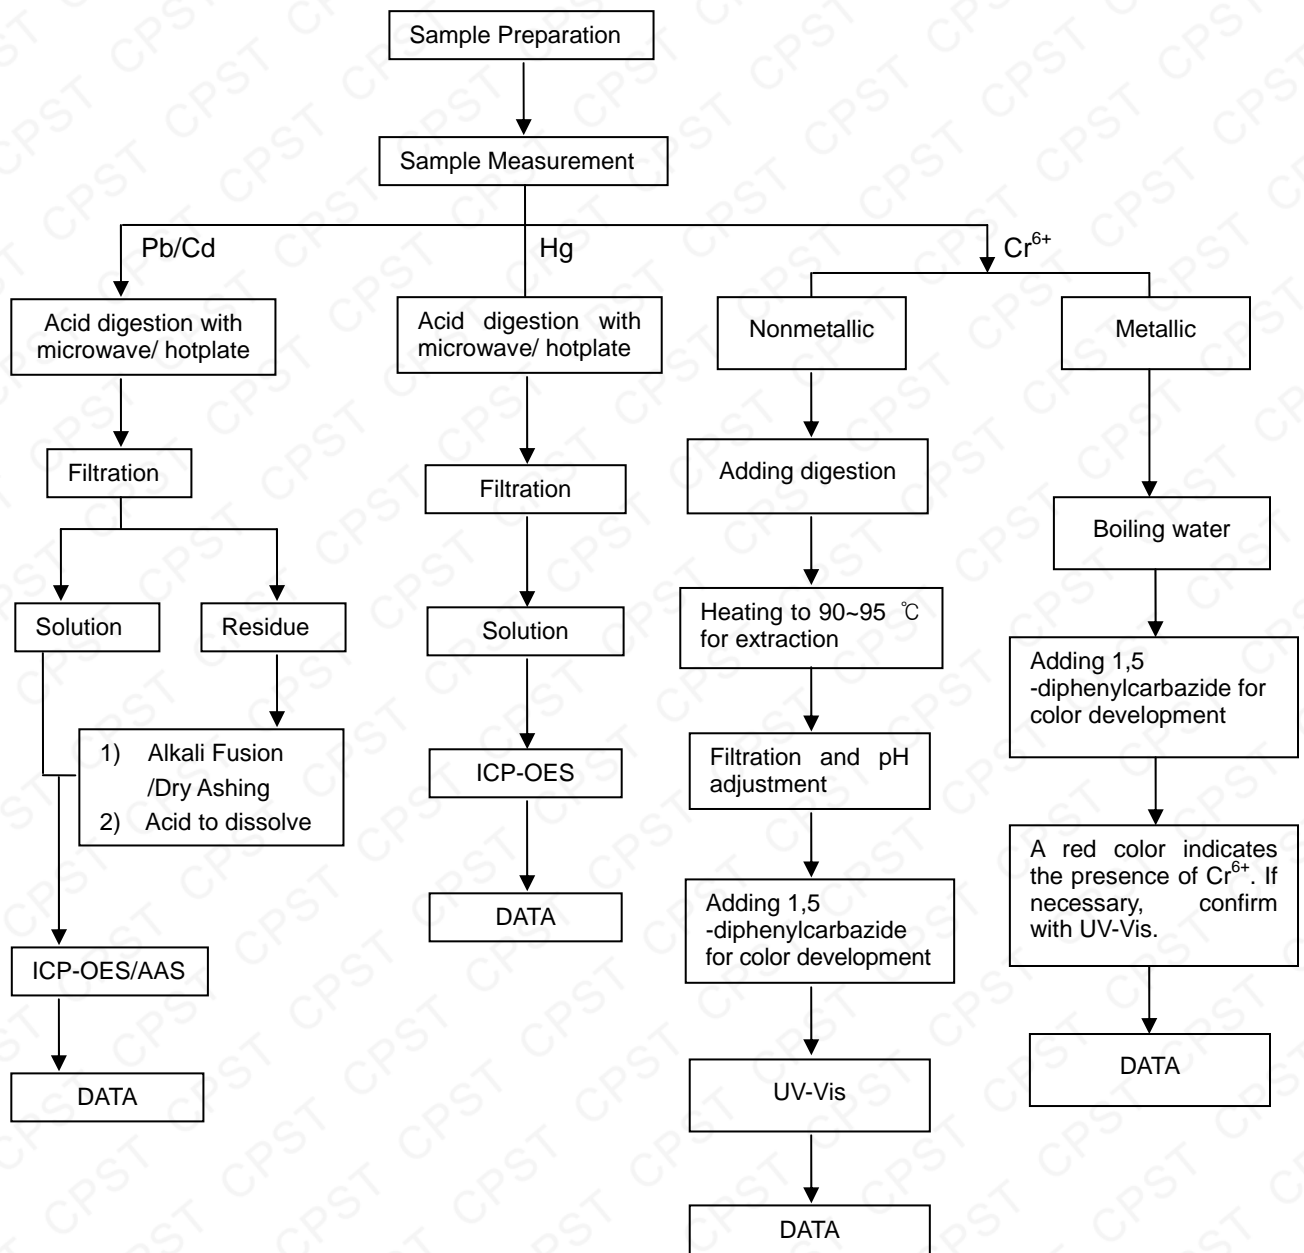 Sample Preparation
Sample Measurement
Pb/Cd
Hg
Cr⁶⁺
Acid digestion with
microwave/ hotplate
Filtration
Solution
Residue
1) Alkali Fusion
/Dry Ashing
2) Acid to dissolve
ICP-OES/AAS
DATA
Acid digestion with
microwave/ hotplate
Filtration
Solution
ICP-OES
DATA
Nonmetallic
Adding digestion
Heating to 90~95 ℃
for extraction
Filtration and pH
adjustment
Adding 1,5
-diphenylcarbazide
for color development
UV-Vis
DATA
Metallic
Boiling water
Adding 1,5
-diphenylcarbazide for
color development
A red color indicates
the presence of Cr⁶⁺. If
necessary, confirm
with UV-Vis.
DATA
CPST